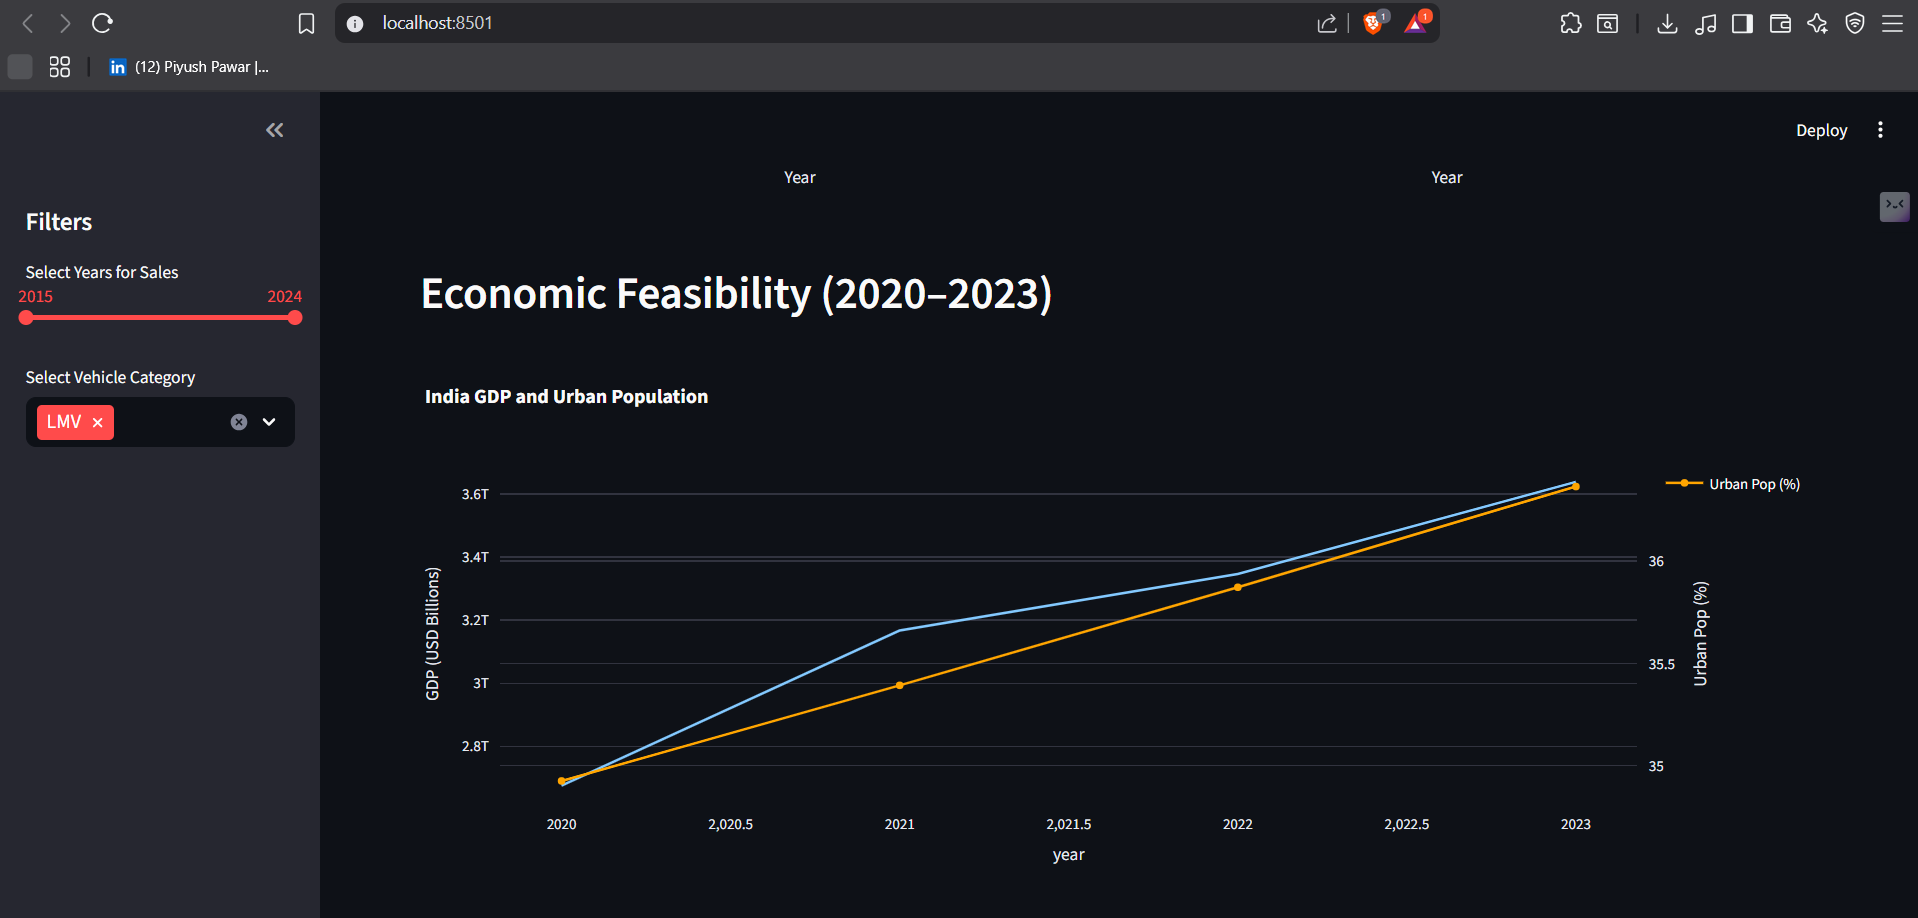 localhost:8501
1
1
in (12) Piyush Pawar |...
Deploy
Filters
Select Years for Sales
2015 2024
Select Vehicle Category
LMV
Year Year
Economic Feasibility (2020–2023)
India GDP and Urban Population
Urban Pop (%)
3.6T
3.4T
3.2T
3T
2.8T
GDP (USD Billions)
36
35.5
35
Urban Pop (%)
2020 2,020.5 2021 2,021.5 2022 2,022.5 2023
year